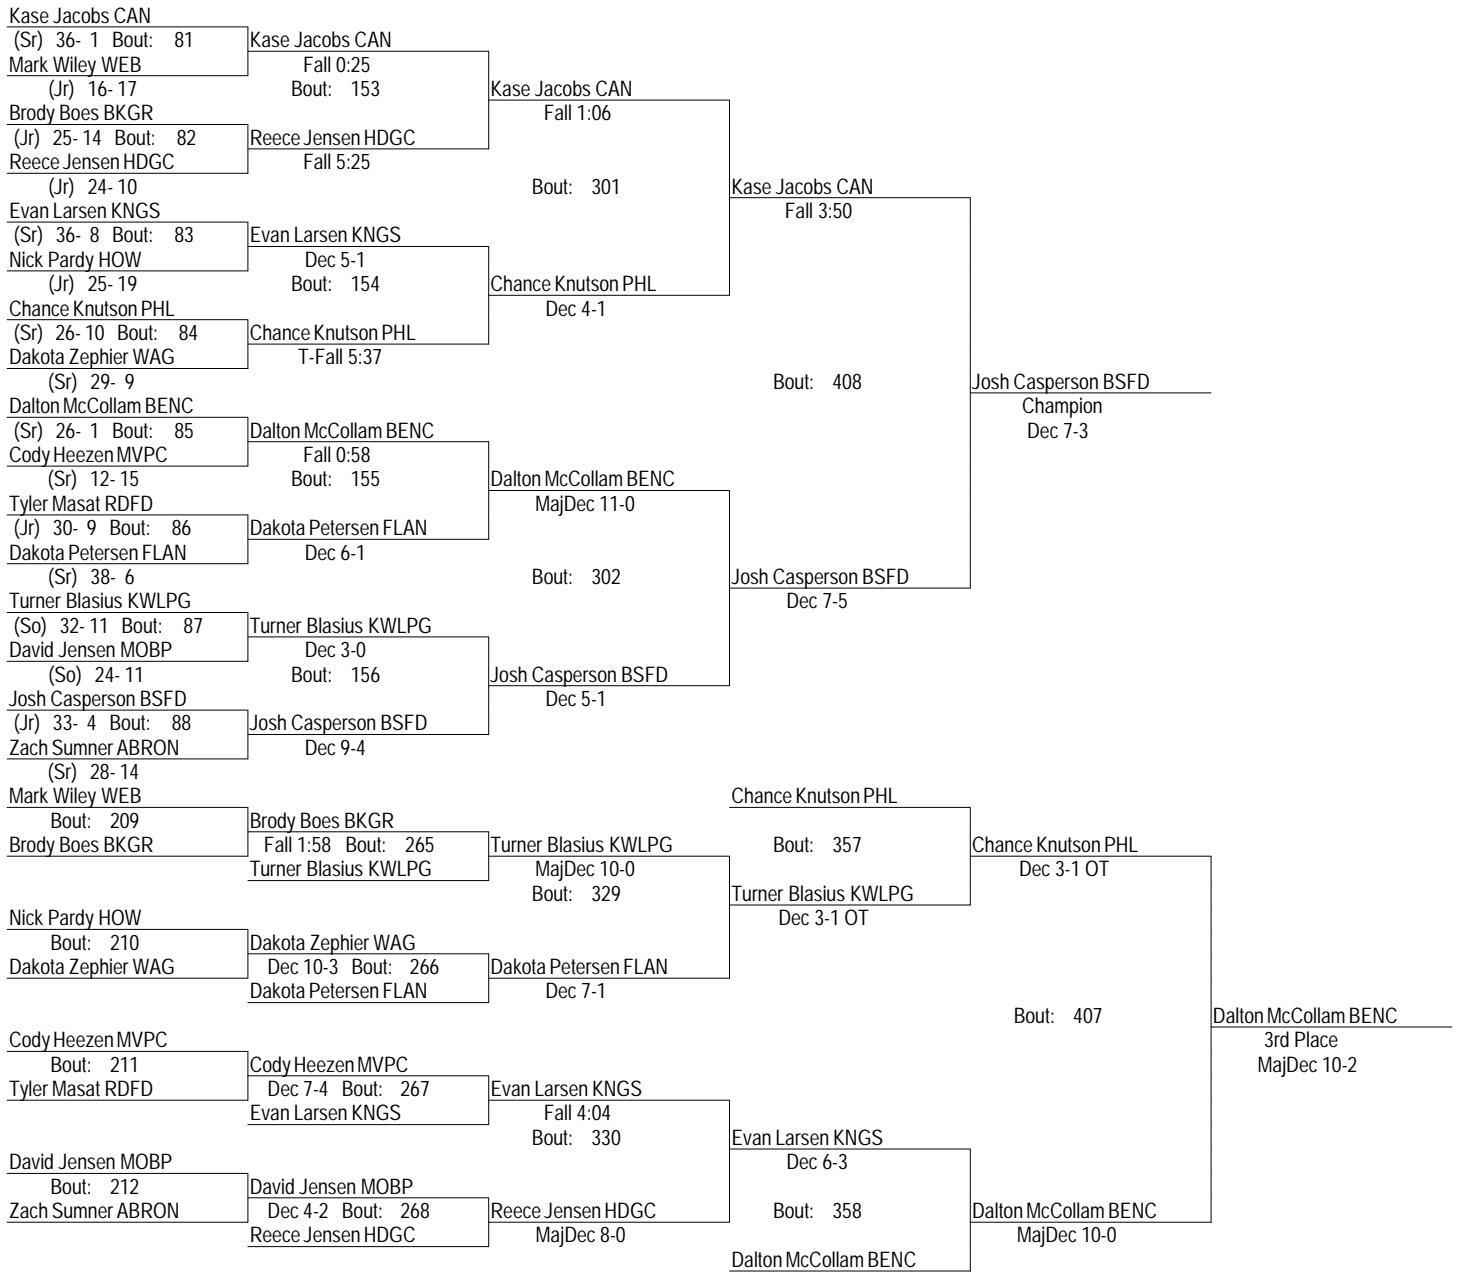 Kase Jacobs CAN
(Sr) 36- 1 Bout: 81 Kase Jacobs CAN
Mark Wiley WEB Fall 0:25
(Jr) 16- 17 Bout: 153 Kase Jacobs CAN
Brody Boes BKGR Fall 1:06
(Jr) 25- 14 Bout: 82 Reece Jensen HDGC
Reece Jensen HDGC Fall 5:25
(Jr) 24- 10 Bout: 301 Kase Jacobs CAN
Evan Larsen KNGS Fall 3:50
(Sr) 36- 8 Bout: 83 Evan Larsen KNGS
Nick Pardy HOW Dec 5-1
(Jr) 25- 19 Bout: 154 Chance Knutson PHL
Chance Knutson PHL Dec 4-1
(Sr) 26- 10 Bout: 84 Chance Knutson PHL
Dakota Zephier WAG T-Fall 5:37
(Sr) 29- 9 Bout: 408 Josh Casperson BSFD
Dalton McCollam BENC Champion
(Sr) 26- 1 Bout: 85 Dalton McCollam BENC Dec 7-3
Cody Heezen MVPC Fall 0:58
(Sr) 12- 15 Bout: 155 Dalton McCollam BENC
Tyler Masat RDFD MajDec 11-0
(Jr) 30- 9 Bout: 86 Dakota Petersen FLAN
Dakota Petersen FLAN Dec 6-1
(Sr) 38- 6 Bout: 302 Josh Casperson BSFD
Turner Blasius KWLPG Dec 7-5
(So) 32- 11 Bout: 87 Turner Blasius KWLPG
David Jensen MOBP Dec 3-0
(So) 24- 11 Bout: 156 Josh Casperson BSFD
Josh Casperson BSFD Dec 5-1
(Jr) 33- 4 Bout: 88 Josh Casperson BSFD
Zach Sumner ABRON Dec 9-4
(Sr) 28- 14
Mark Wiley WEB Chance Knutson PHL
Bout: 209 Brody Boes BKGR
Brody Boes BKGR Fall 1:58 Bout: 265 Turner Blasius KWLPG Bout: 357 Chance Knutson PHL
Turner Blasius KWLPG MajDec 10-0 Dec 3-1 OT
Bout: 329 Turner Blasius KWLPG
Nick Pardy HOW Dec 3-1 OT
Bout: 210 Dakota Zephier WAG
Dakota Zephier WAG Dec 10-3 Bout: 266 Dakota Petersen FLAN
Dakota Petersen FLAN Dec 7-1
Bout: 407 Dalton McCollam BENC
Cody Heezen MVPC 3rd Place
Bout: 211 Cody Heezen MVPC MajDec 10-2
Tyler Masat RDFD Dec 7-4 Bout: 267 Evan Larsen KNGS
Evan Larsen KNGS Fall 4:04
Bout: 330 Evan Larsen KNGS
David Jensen MOBP Dec 6-3
Bout: 212 David Jensen MOBP
Zach Sumner ABRON Dec 4-2 Bout: 268 Reece Jensen HDGC Bout: 358 Dalton McCollam BENC
Reece Jensen HDGC MajDec 8-0 MajDec 10-0
Dalton McCollam BENC